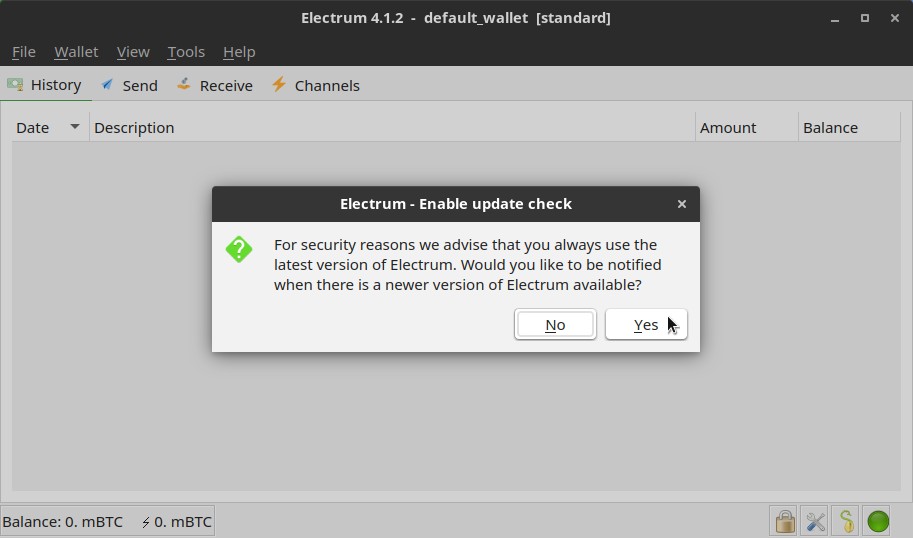 Electrum 4.1.2 - default_wallet [standard]
File Wallet View Tools Help
History Send Receive Channels
Date Description Amount Balance
Electrum - Enable update check
For security reasons we advise that you always use the
latest version of Electrum. Would you like to be notified
when there is a newer version of Electrum available?
No Yes
Balance: 0. mBTC 0. mBTC